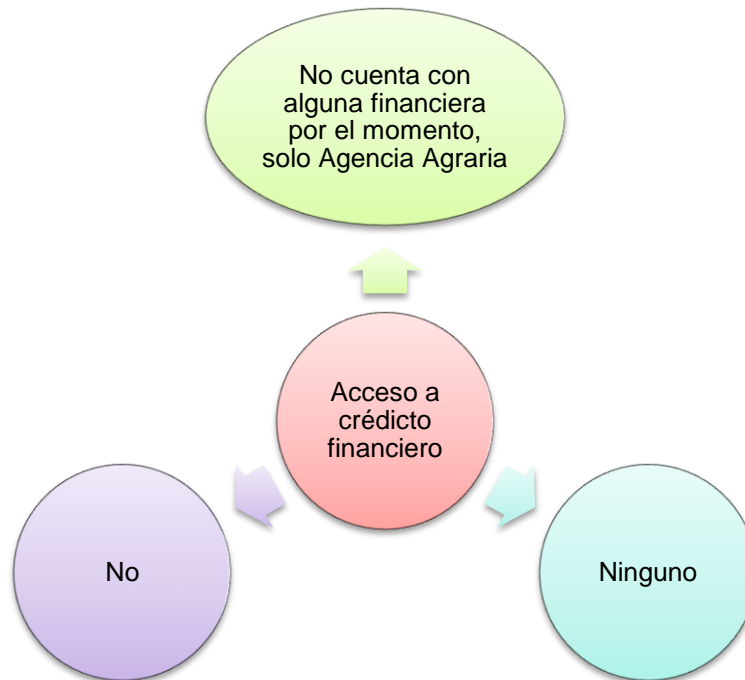 No cuenta con
alguna financiera
por el momento,
solo Agencia Agraria
Acceso a
crédicto
financiero
No
Ninguno